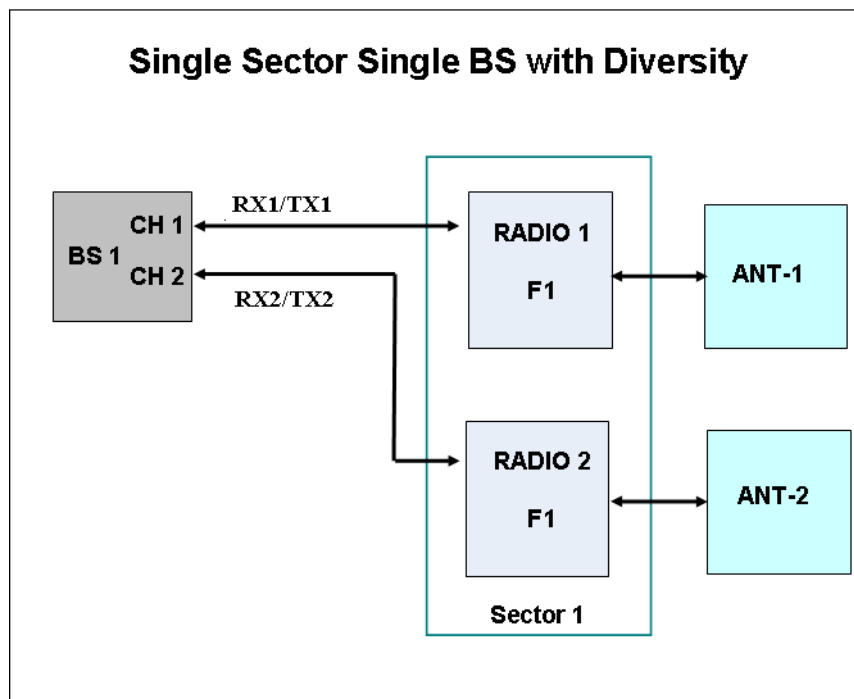 Single Sector Single BS with Diversity
RX1/TX1
CH 1
BS 1
CH 2
RX2/TX2
RADIO 1
F1
ANT-1
RADIO 2
F1
ANT-2
Sector 1